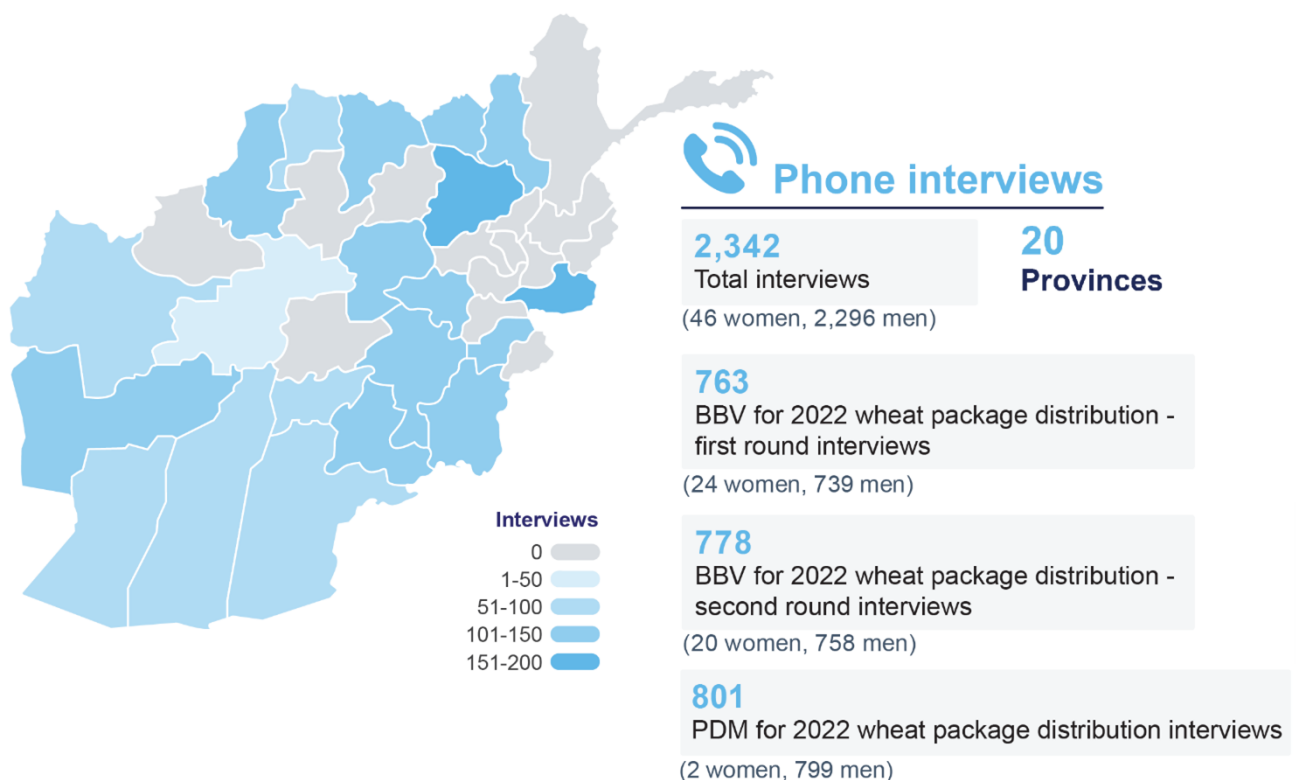 Phone interviews
2,342
Total interviews
(46 women, 2,296 men)
20
Provinces
763
BBV for 2022 wheat package distribution -
first round interviews
(24 women, 739 men)
778
BBV for 2022 wheat package distribution -
second round interviews
(20 women, 758 men)
801
PDM for 2022 wheat package distribution interviews
(2 women, 799 men)
Interviews
0
1-50
51-100
101-150
151-200